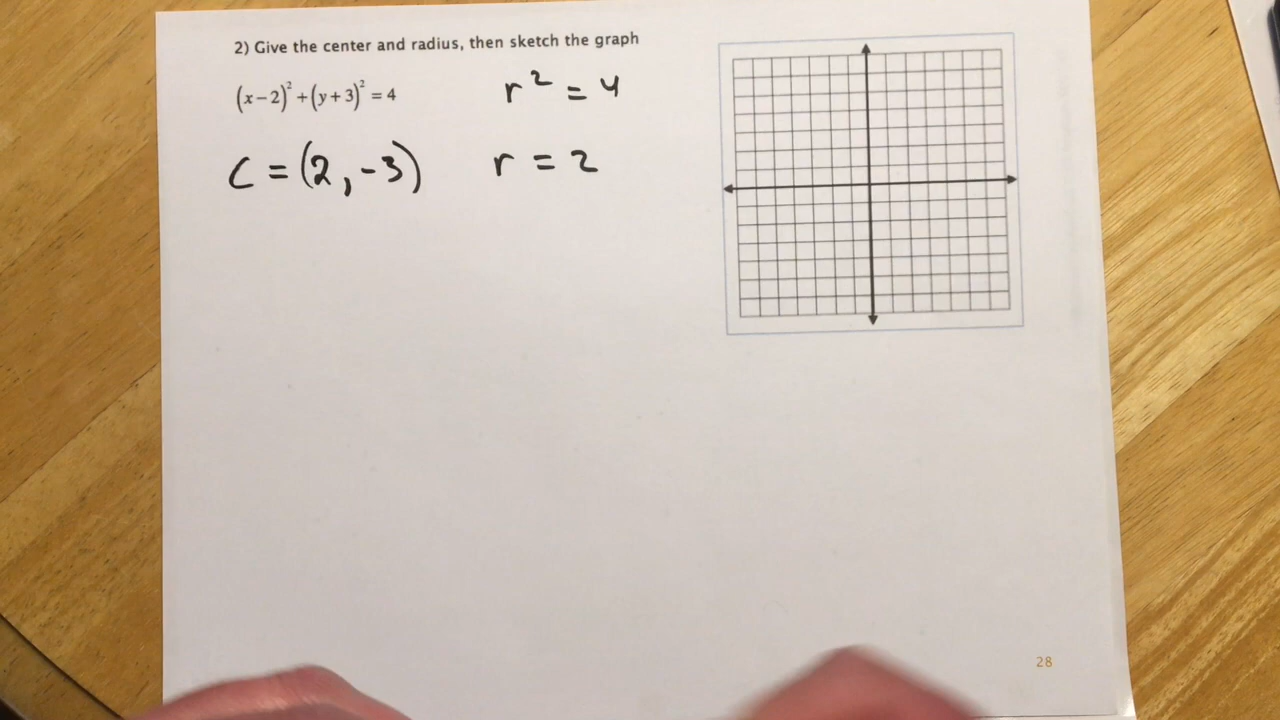 2) Give the center and radius, then sketch the graph
(x-2)² + (y+3)² = 4
r² = 4
C = (2, -3)
r = 2
28